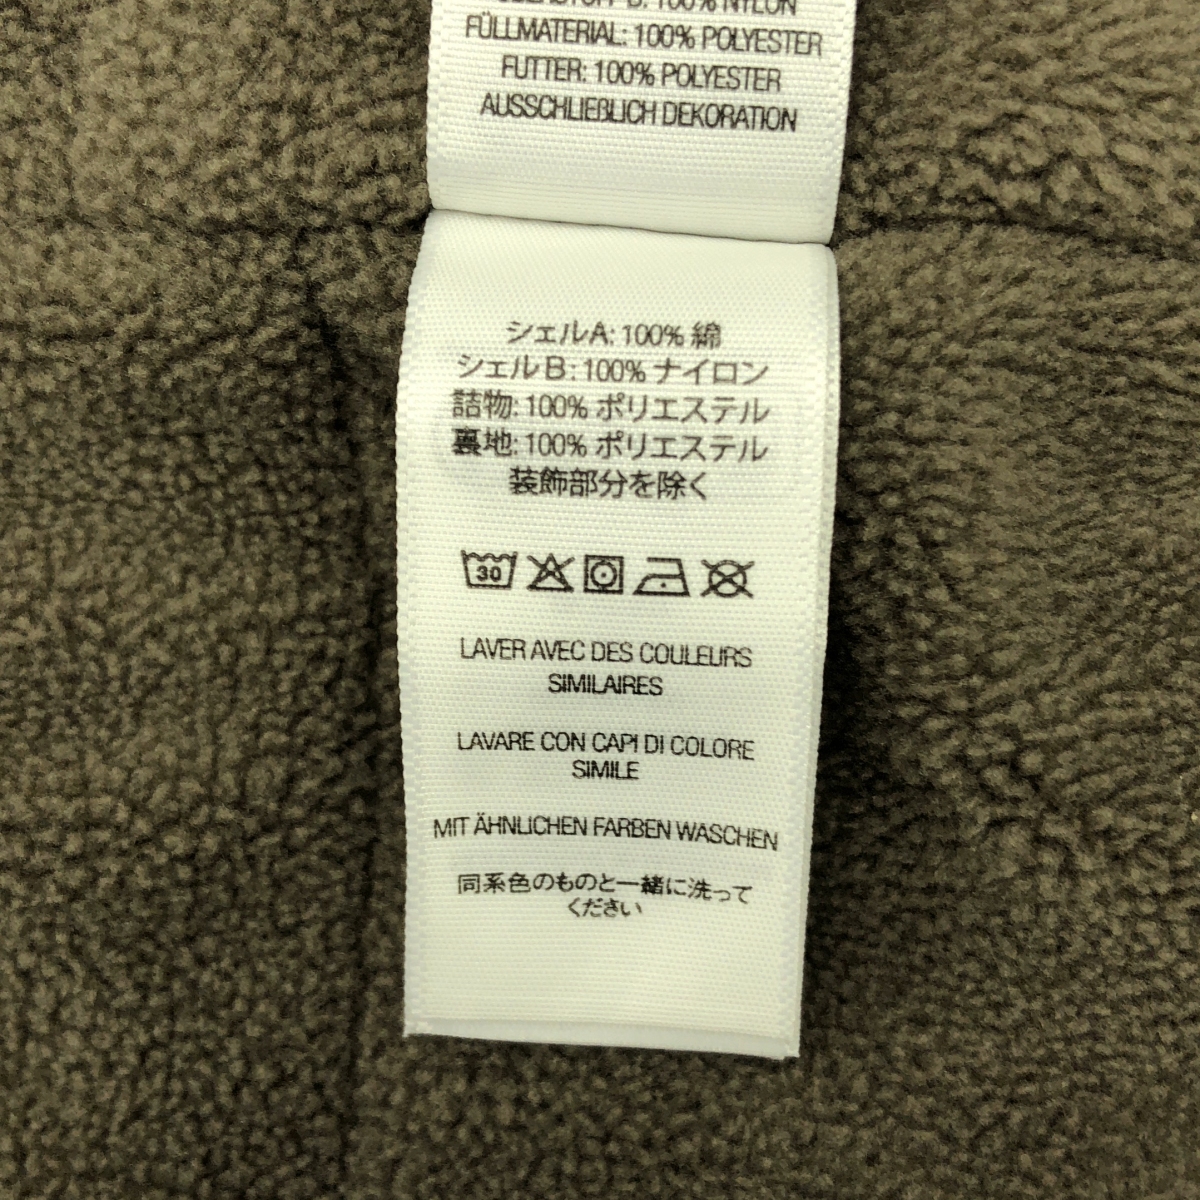 B: 100% NYLON
FÜLLMATERIAL: 100% POLYESTER
FUTTER: 100% POLYESTER
AUSSCHLIEßLICH DEKORATION
シェルA: 100% 綿
シェルB: 100% ナイロン
詰物: 100% ポリエステル
裏地: 100% ポリエステル
装飾部分を除く
30
LAVER AVEC DES COULEURS
SIMILAIRES
LAVARE CON CAPI DI COLORE
SIMILE
MIT ÄHNLICHEN FARBEN WASCHEN
同系色のものと一緒に洗って
ください